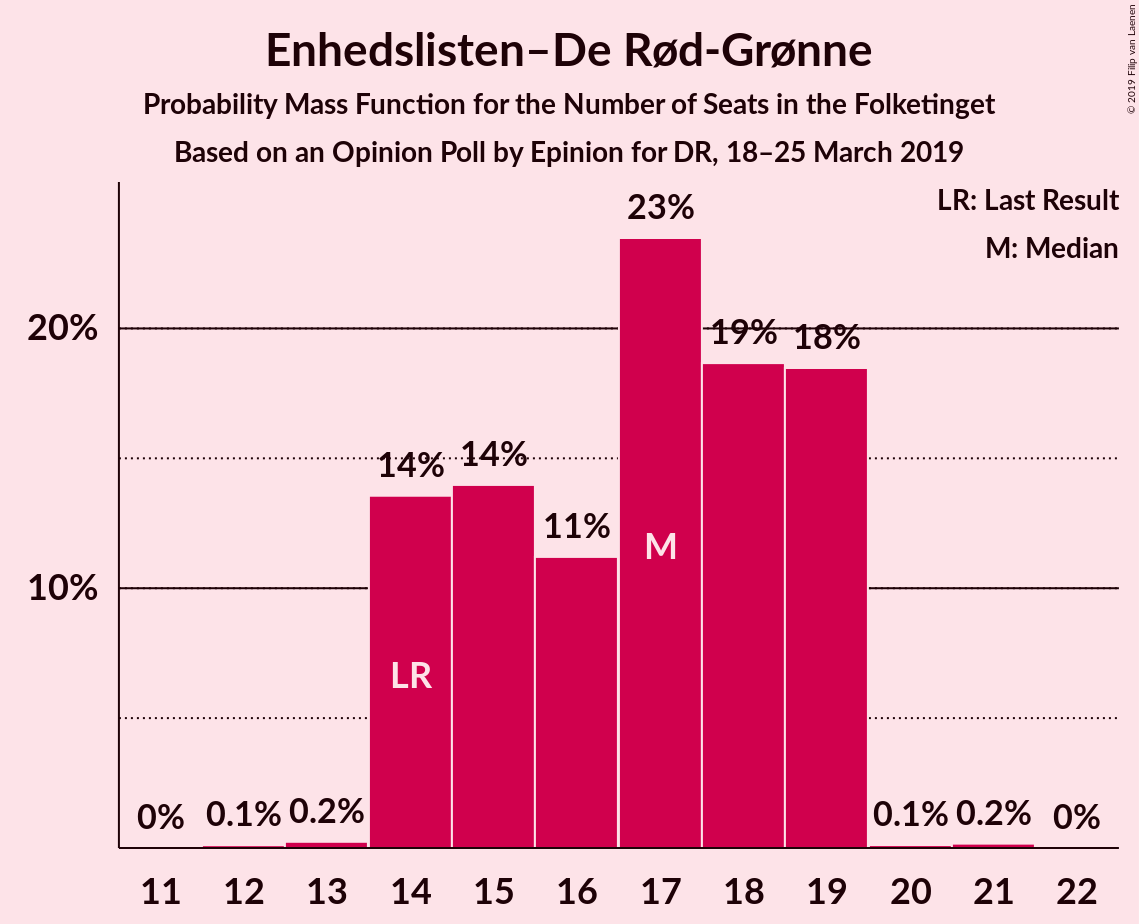 Enhedslisten–De Rød-Grønne
Probability Mass Function for the Number of Seats in the Folketinget
Based on an Opinion Poll by Epinion for DR, 18–25 March 2019
© 2019 Filip van Laenen
LR: Last Result
M: Median
20%
10%
0%
0.1%
0.2%
14%
14%
11%
23%
19%
18%
0.1%
0.2%
0%
LR
M
11 12 13 14 15 16 17 18 19 20 21 22